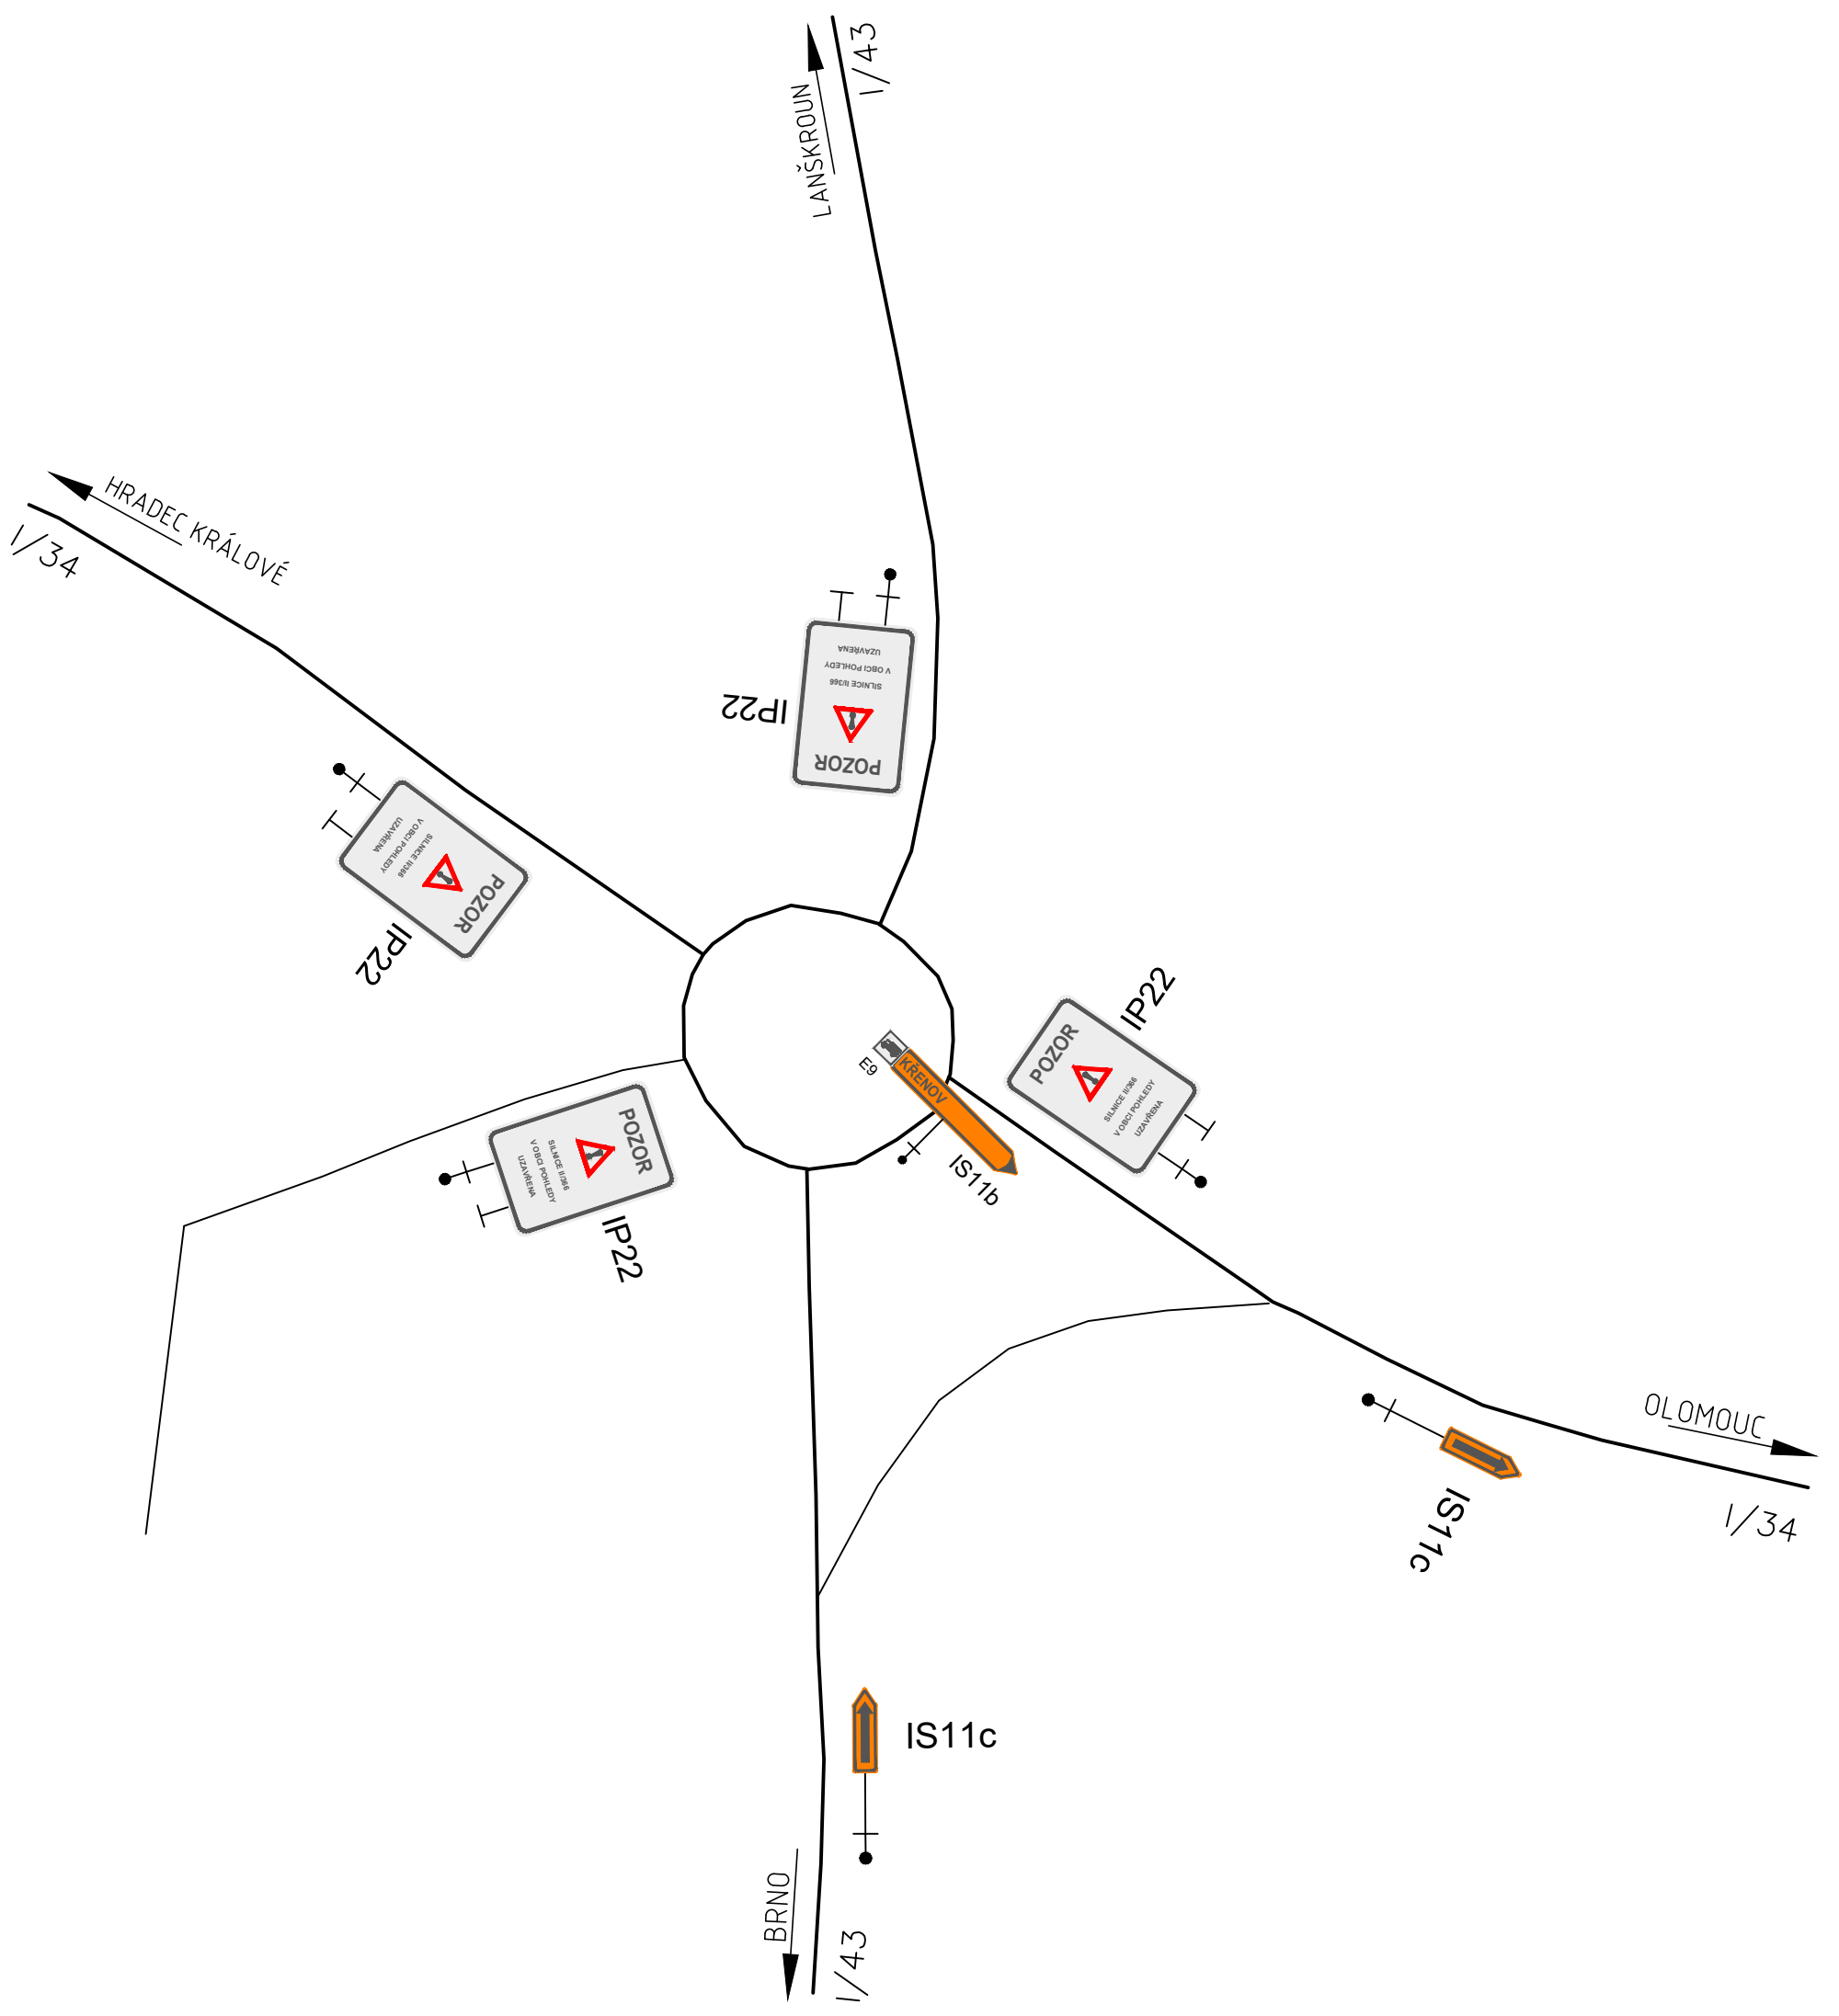 I/43
LANŠKROUN
HRADEC KRÁLOVÉ
I/34
IP22
POZOR
SILNICE II/366
V OBCI POHLEDY
UZAVŘENA
IP22
POZOR
SILNICE II/366
V OBCI POHLEDY
UZAVŘENA
IP22
POZOR
SILNICE II/366
V OBCI POHLEDY
UZAVŘENA
E9
KŘENOV
IS11b
POZOR
SILNICE II/366
V OBCI POHLEDY
UZAVŘENA
IP22
OLOMOUC
I/34
IS11c
IS11c
BRNO
I/43